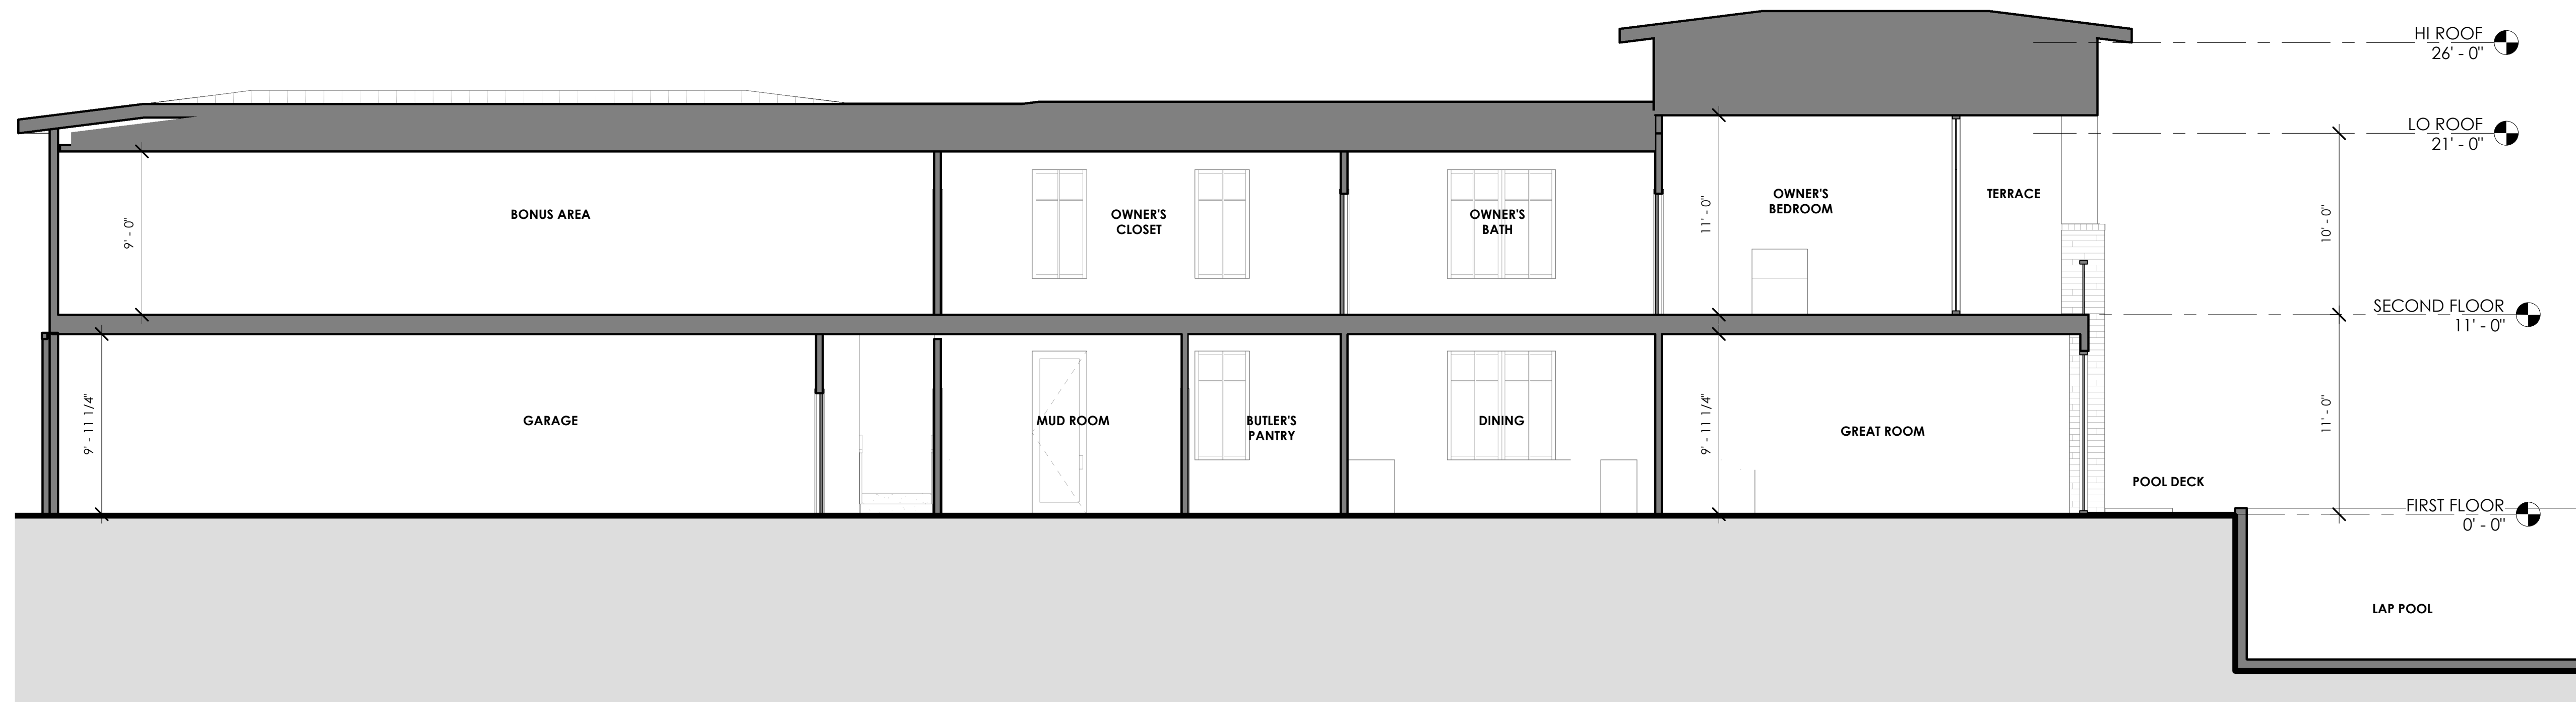 HI ROOF
26' - 0"
LO ROOF
21' - 0"
BONUS AREA
OWNER'S
CLOSET
OWNER'S
BATH
OWNER'S
BEDROOM
TERRACE
9' - 0"
11' - 0"
10' - 0"
SECOND FLOOR
11' - 0"
GARAGE
MUD ROOM
BUTLER'S
PANTRY
DINING
GREAT ROOM
9' - 11 1/4"
9' - 11 1/4"
11' - 0"
POOL DECK
FIRST FLOOR
0' - 0"
LAP POOL